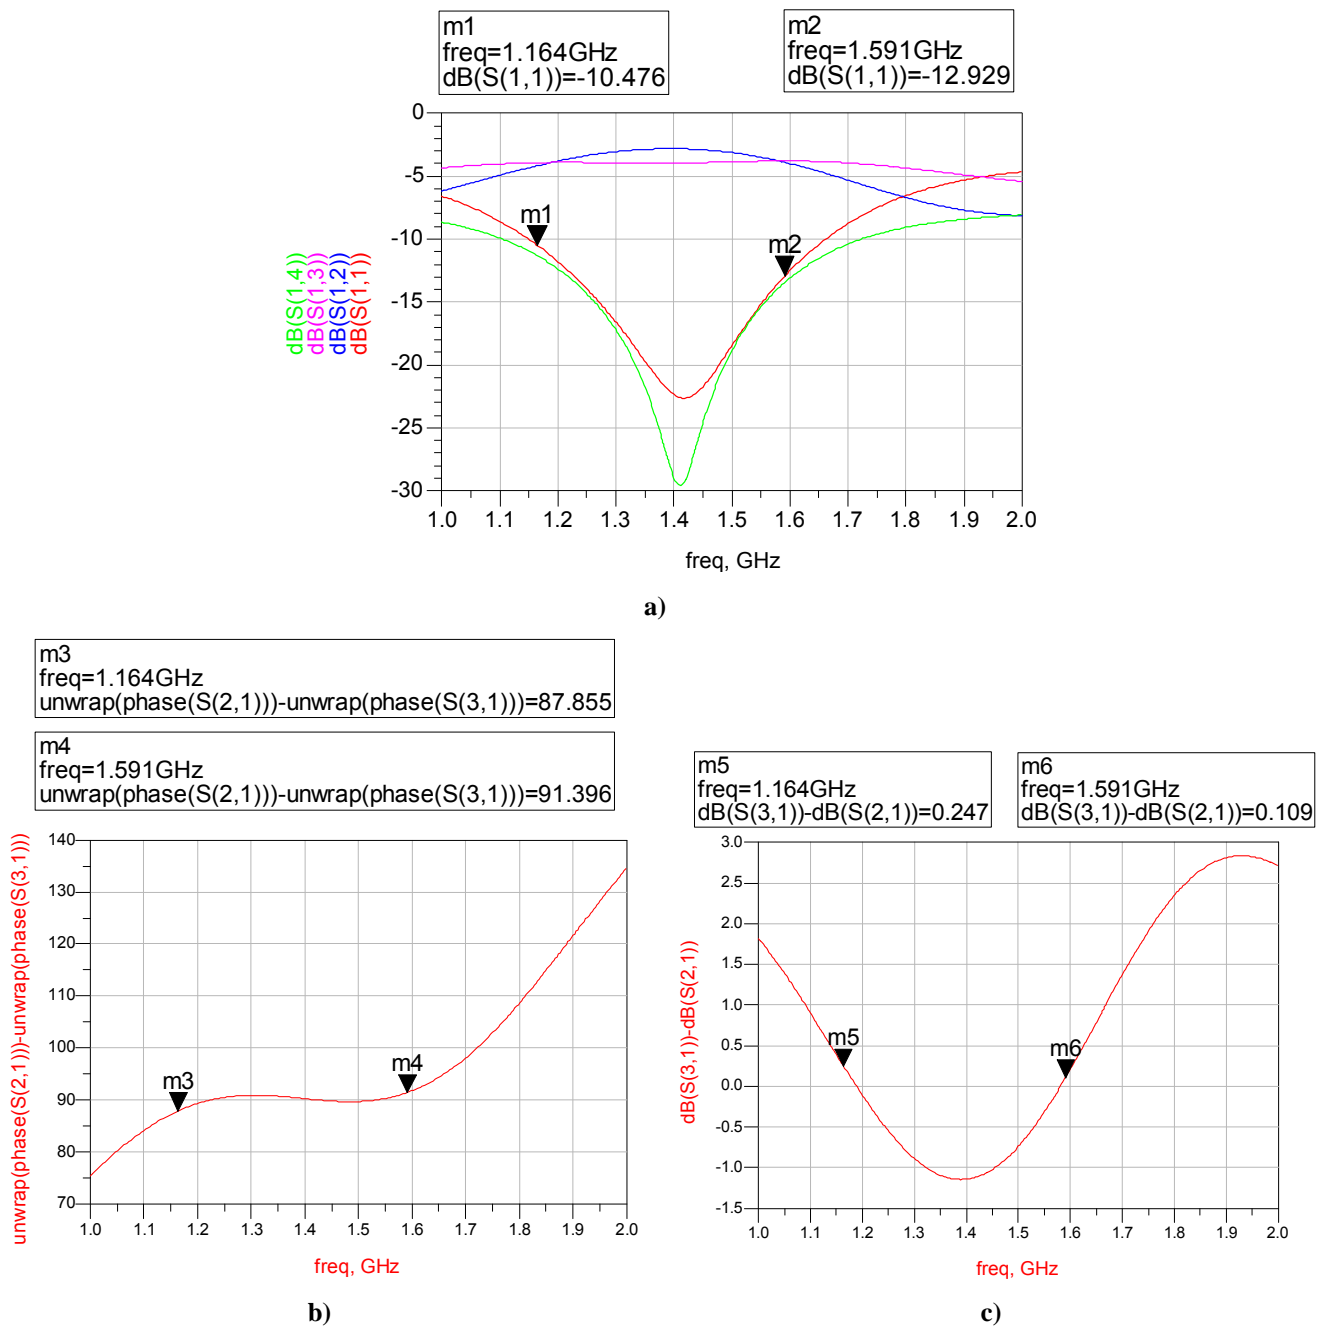 m1
freq=1.164GHz
dB(S(1,1))=-10.476
m2
freq=1.591GHz
dB(S(1,1))=-12.929
0
-5
-10
-15
-20
-25
-30
m1
m2
dB(S(1,4))
dB(S(1,3))
dB(S(1,2))
dB(S(1,1))
1.0 1.1 1.2 1.3 1.4 1.5 1.6 1.7 1.8 1.9 2.0
freq, GHz
a)
m3
freq=1.164GHz
unwrap(phase(S(2,1)))-unwrap(phase(S(3,1)))=87.855
m4
freq=1.591GHz
unwrap(phase(S(2,1)))-unwrap(phase(S(3,1)))=91.396
140
130
120
110
100
90
80
70
m3
m4
unwrap(phase(S(2,1)))-unwrap(phase(S(3,1)))
1.0 1.1 1.2 1.3 1.4 1.5 1.6 1.7 1.8 1.9 2.0
freq, GHz
b)
m5
freq=1.164GHz
dB(S(3,1))-dB(S(2,1))=0.247
m6
freq=1.591GHz
dB(S(3,1))-dB(S(2,1))=0.109
3.0
2.5
2.0
1.5
1.0
0.5
0.0
-0.5
-1.0
-1.5
m5
m6
dB(S(3,1))-dB(S(2,1))
1.0 1.1 1.2 1.3 1.4 1.5 1.6 1.7 1.8 1.9 2.0
freq, GHz
c)